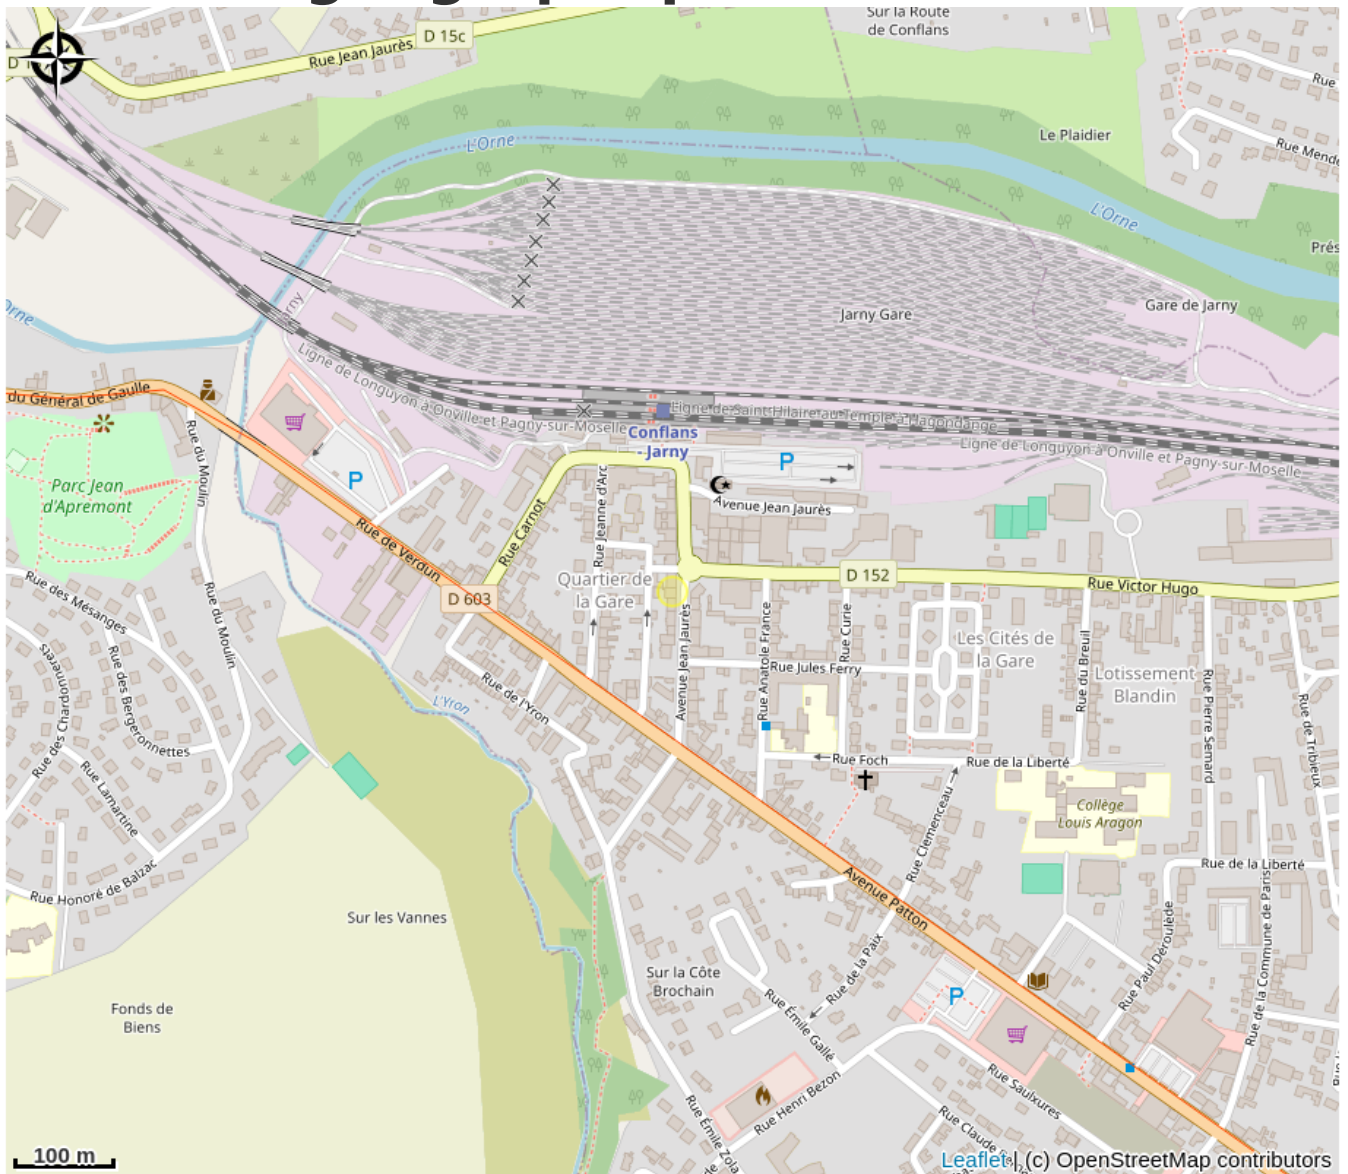 Sur la Route
de Conflans
D 15c
Rue Jean Jaurès
Rue
L'Orne
Le Plaidier
Rue Mende
L'Orne
Prés
Gare de Jarny
Jarny Gare
Orne
arny
Ligne de Longuyon à Onville et Pagny-sur-Moselle
Ligne de Saint-Hilaire-au-Temple à Hagondange
Ligne de Longuyon à Onville et Pagny-sur-Moselle
du Général de Gaulle
Conflans
- Jarny
P
P
Rue du Moulin
Parc Jean
d'Apremont
Rue Jeanne d'Arc
Avenue Jean Jaurès
Rue Carnot
Rue de Verdun
D 603
Quartier de
la Gare
D 152
Rue Victor Hugo
Rue des Mésanges
Rue du Moulin
Rue des Chardonnerets
Rue des Bergeronnettes
Avenue Jean Jaurès
Rue Anatole France
Rue Curie
Rue Jules Ferry
Les Cités de
la Gare
Rue du Breuil
Lotissement
Blandin
Rue Pierre Semard
Rue de Tribieux
Rue de l'Yron
L'Yron
Rue Lamartine
Rue Foch
Rue de la Liberté
Collège
Louis Aragon
Rue Clemenceau
Rue Honoré de Balzac
Rue de la Liberté
Avenue Patton
Sur les Vannes
Rue de la Paix
Rue Paul Déroulède
Rue de la Commune de Paris
Sur la Côte
Brochain
P
Fonds de
Biens
Rue Émile Gallé
Rue Henri Bezon
Rue Saulxures
Rue Émile Zola
Rue Claude
de
100 m
Leaflet | (c) OpenStreetMap contributors